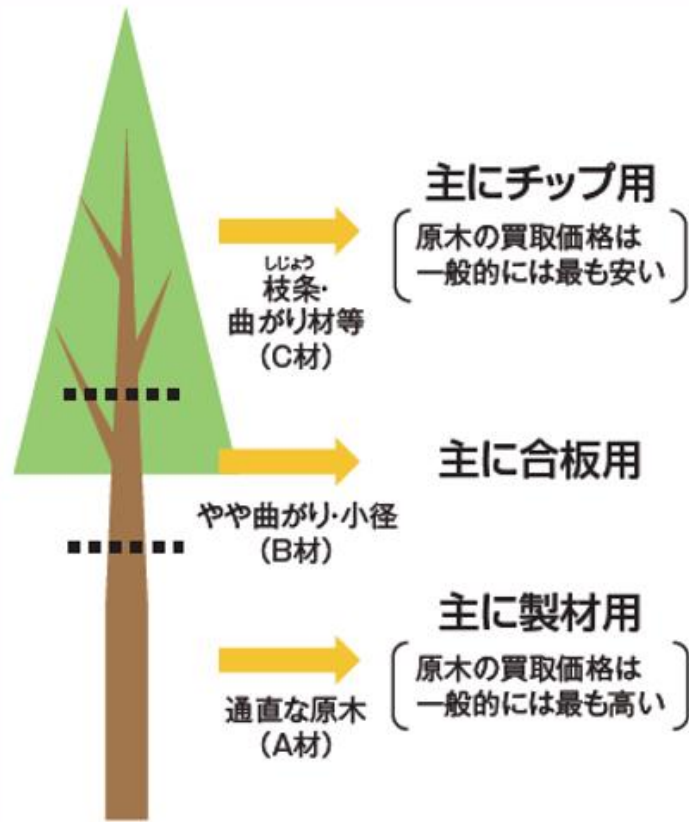 主にチップ用
原木の買取価格は
一般的には最も安い
しじょう
枝条・
曲がり材等
(C材)
主に合板用
やや曲がり・小径
(B材)
主に製材用
原木の買取価格は
一般的には最も高い
通直な原木
(A材)